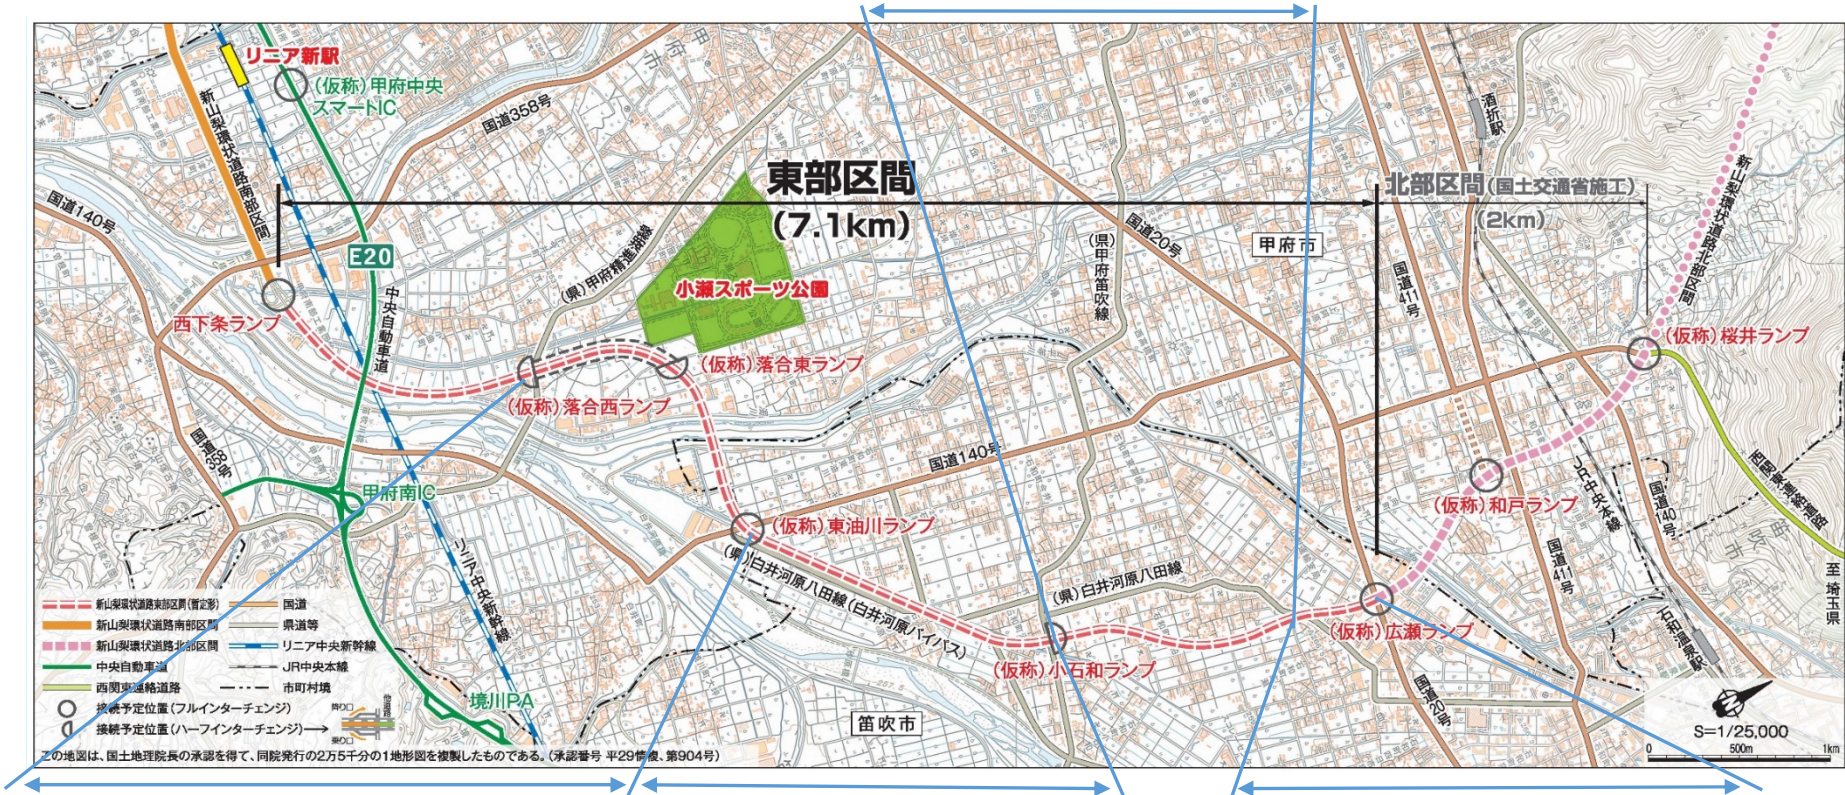 リニア新駅
(仮称)甲府中央
スマートIC
新山梨環状道路南部区間
国道358号
甲府市
国道140号
E20
中央自動車道
西下条ランプ
(県)甲府精進湖線
東部区間
(7.1km)
小瀬スポーツ公園
(県)甲府笛吹線
国道20号
甲府市
国道411号
酒折駅
北部区間(国土交通省施工)
(2km)
新山梨環状道路北部区間
(仮称)桜井ランプ
(仮称)落合東ランプ
(仮称)落合西ランプ
国道358号
甲府南IC
国道140号
(仮称)東油川ランプ
(県)白井河原八田線(白井河原バイパス)
(県)白井河原八田線
(仮称)和戸ランプ
JR中央本線
国道140号
西関東連絡道路
笛吹市
国道411号
至埼玉県
石和温泉駅
(仮称)広瀬ランプ
(仮称)小石和ランプ
国道20号
リニア中央新幹線
境川PA
笛吹市
新山梨環状道路東部区間(暫定形)
国道
新山梨環状道路南部区間
県道等
新山梨環状道路北部区間
リニア中央新幹線
中央自動車道
JR中央本線
西関東連絡道路
市町村境
接続予定位置(フルインターチェンジ)
接続予定位置(ハーフインターチェンジ)
降り口
乗り口
他道路
この地図は、国土地理院長の承認を得て、同院発行の2万5千分の1地形図を複製したものである。(承認番号 平29情複、第904号)
S=1/25,000
0 500m 1km